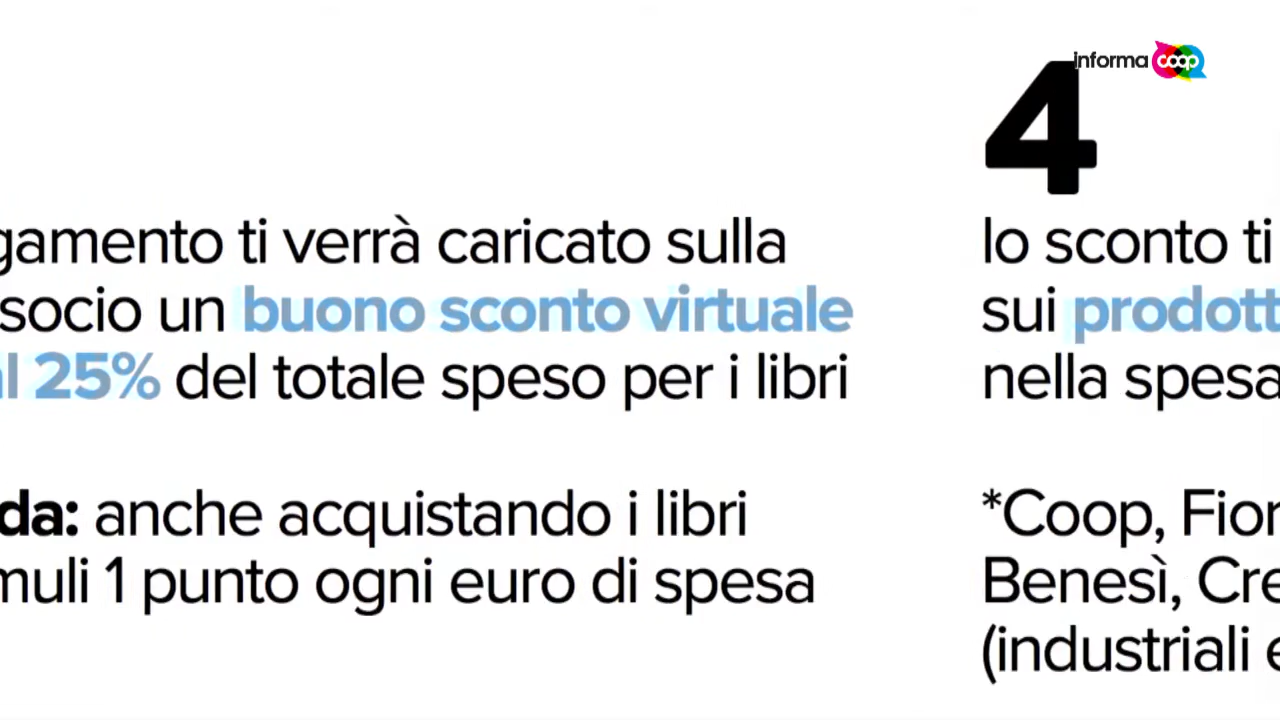 informa coop
4
gamento ti verrà caricato sulla
socio un buono sconto virtuale
25% del totale speso per i libri
da: anche acquistando i libri
muli 1 punto ogni euro di spesa
lo sconto ti
sui prodott
nella spesa
*Coop, Fior
Benesì, Cre
(industriali e